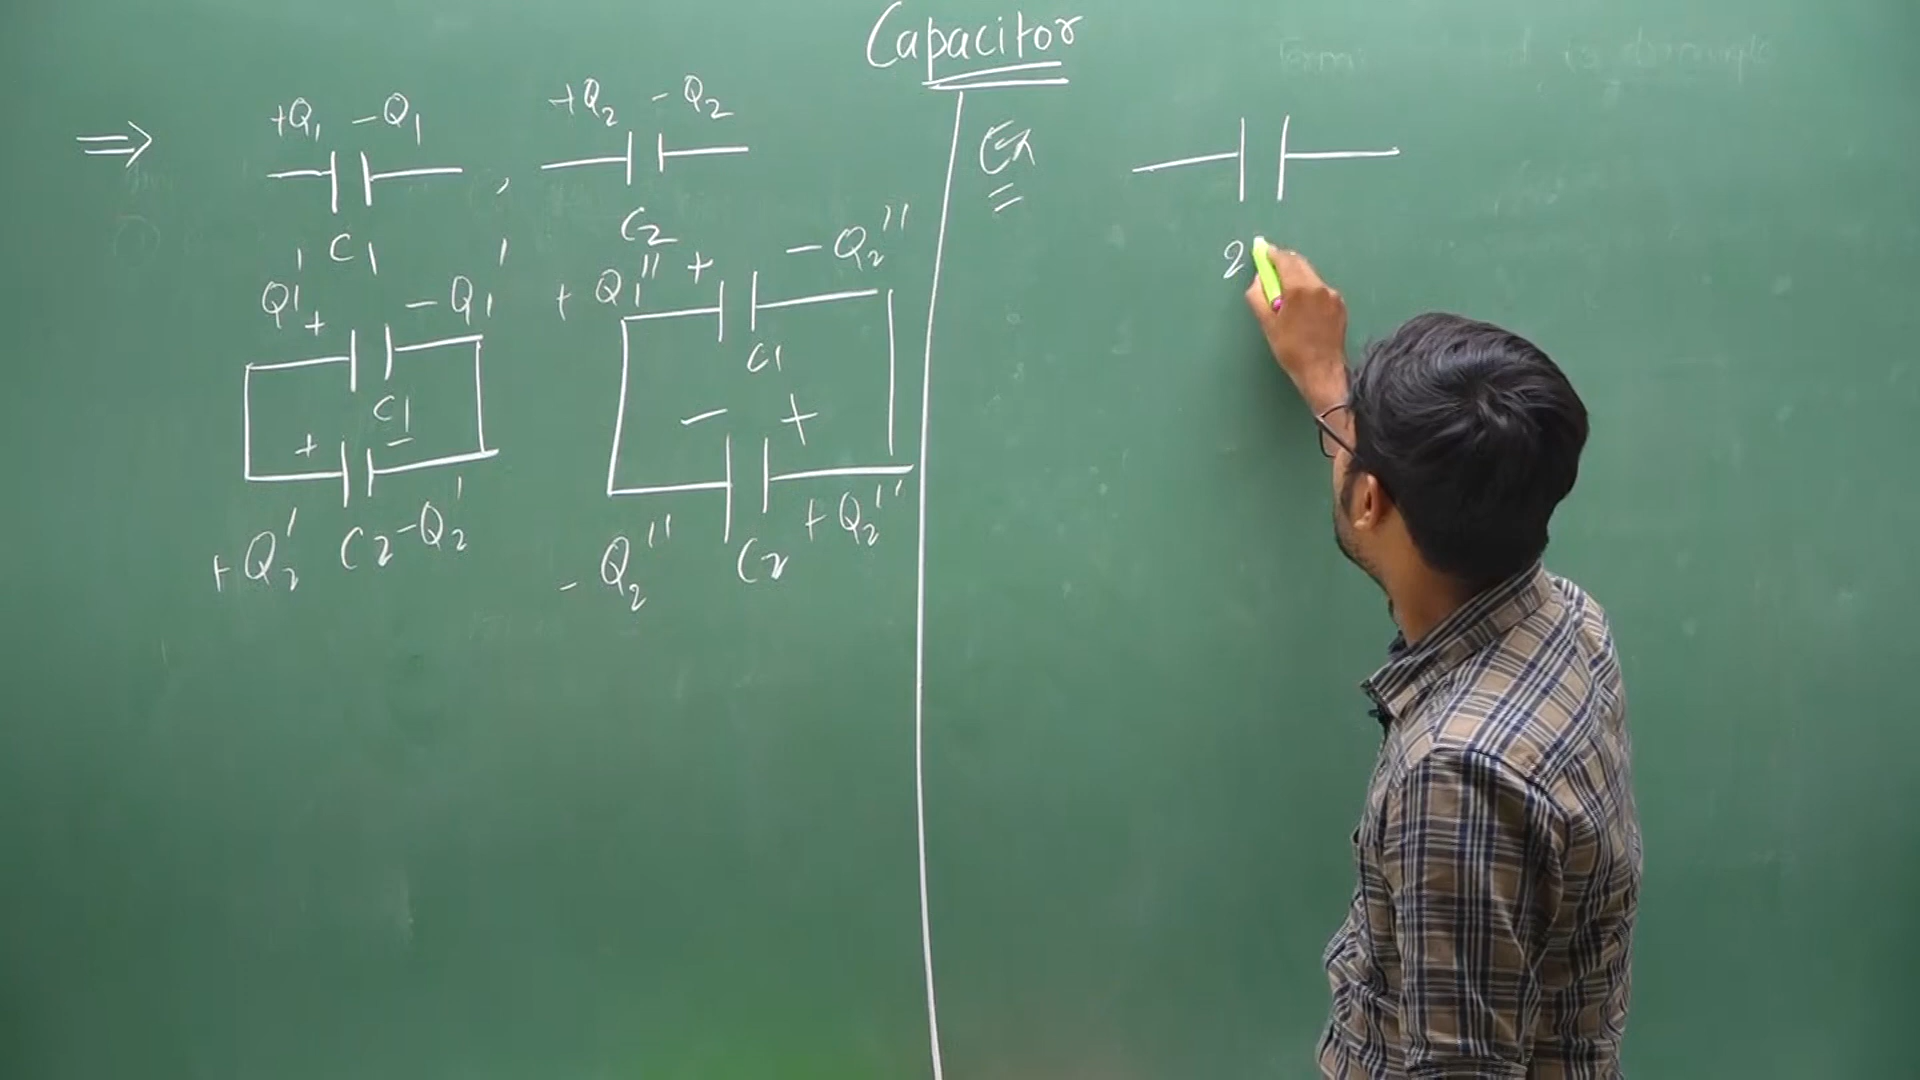 Capacitor
+Q₁ -Q₁
C₁
+Q₂ -Q₂
C₂
Q₁' + -Q₁'
C₁
+
+Q₂' C₂ -Q₂'
+ Q₁'' + - Q₂''
C₁
- +
- Q₂'' C₂ + Q₂''
Ex
2